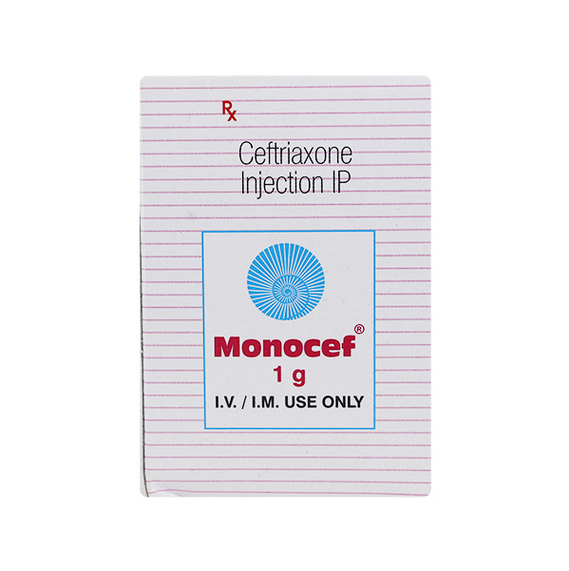 Rx
Ceftriaxone
Injection IP
Monocef®
1 g
I.V. / I.M. USE ONLY